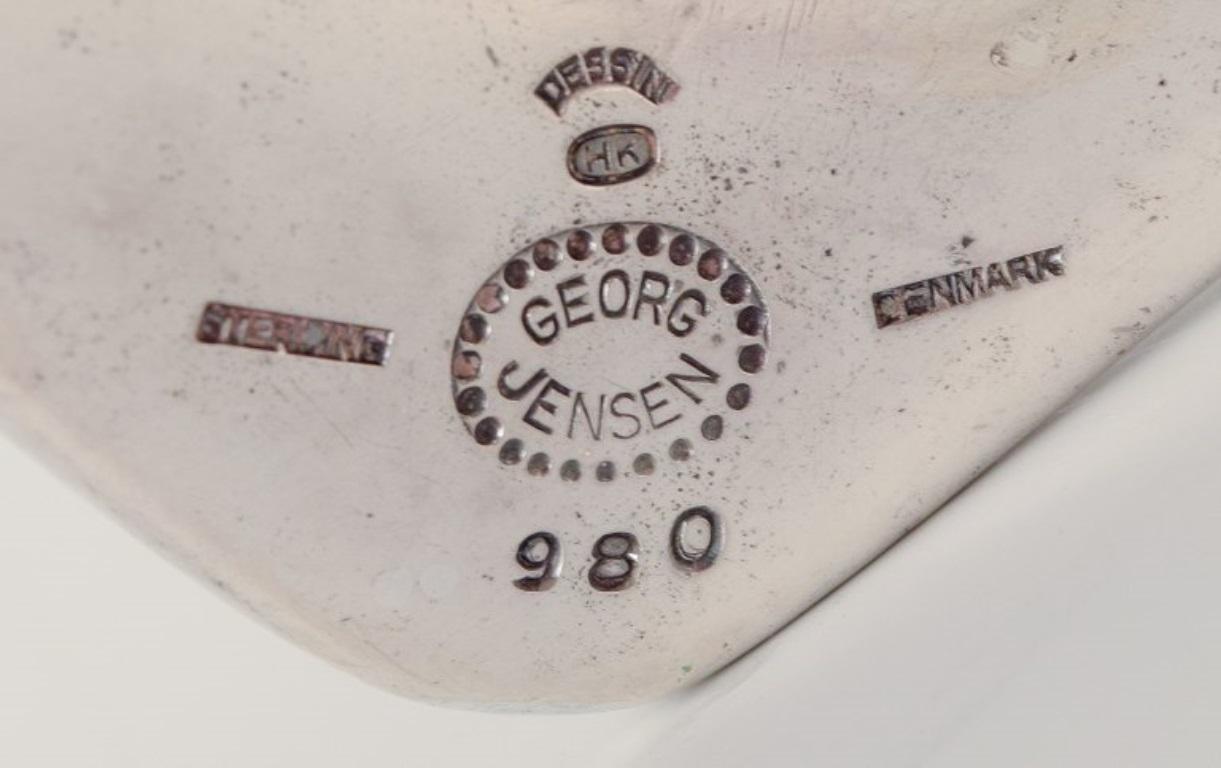 DESSIN
HK
GEORG
JENSEN
STERLING
DENMARK
980